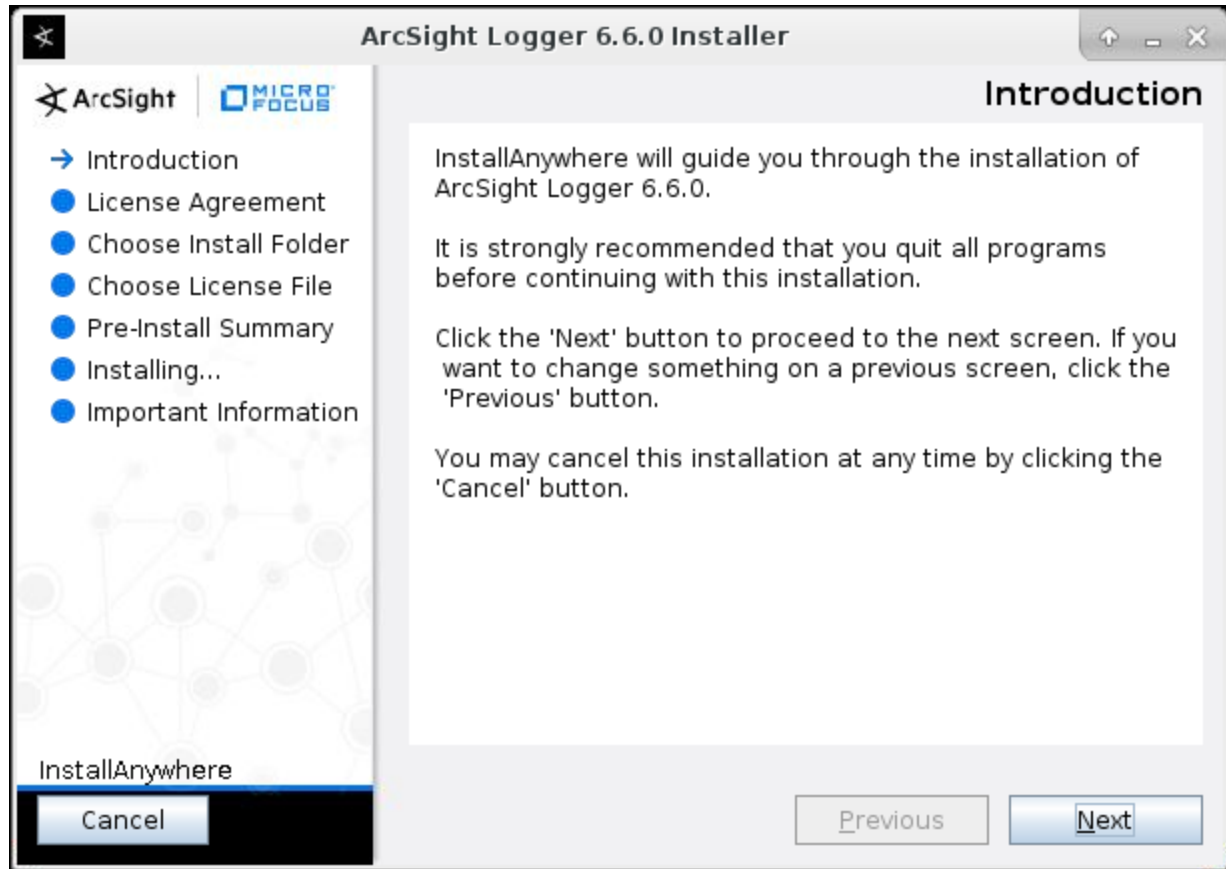 ArcSight Logger 6.6.0 Installer
ArcSight
MICRO
FOCUS
Introduction
Introduction
License Agreement
Choose Install Folder
Choose License File
Pre-Install Summary
Installing...
Important Information
InstallAnywhere will guide you through the installation of
ArcSight Logger 6.6.0.
It is strongly recommended that you quit all programs
before continuing with this installation.
Click the 'Next' button to proceed to the next screen. If you
want to change something on a previous screen, click the
'Previous' button.
You may cancel this installation at any time by clicking the
'Cancel' button.
InstallAnywhere
Cancel
Previous
Next